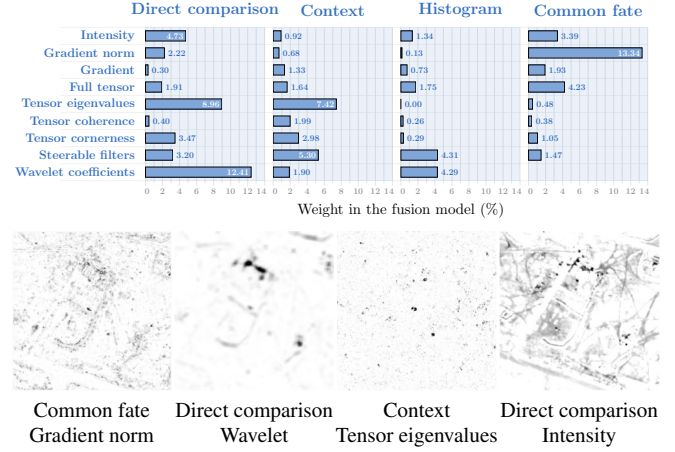 Direct comparison Context Histogram Common fate
Intensity 4.73 0.92 1.34 3.39
Gradient norm 2.22 0.68 0.13 13.34
Gradient 0.30 1.33 0.73 1.93
Full tensor 1.91 1.64 1.75 4.23
Tensor eigenvalues 8.96 7.42 0.00 0.48
Tensor coherence 0.40 1.99 0.26 0.38
Tensor cornerness 3.47 2.98 0.29 1.05
Steerable filters 3.20 5.30 4.31 1.47
Wavelet coefficients 12.41 1.90 4.29
0 2 4 6 8 10 12 14 0 2 4 6 8 10 12 14 0 2 4 6 8 10 12 14 0 2 4 6 8 10 12 14
Weight in the fusion model (%)
Common fate Direct comparison Context Direct comparison
Gradient norm Wavelet Tensor eigenvalues Intensity